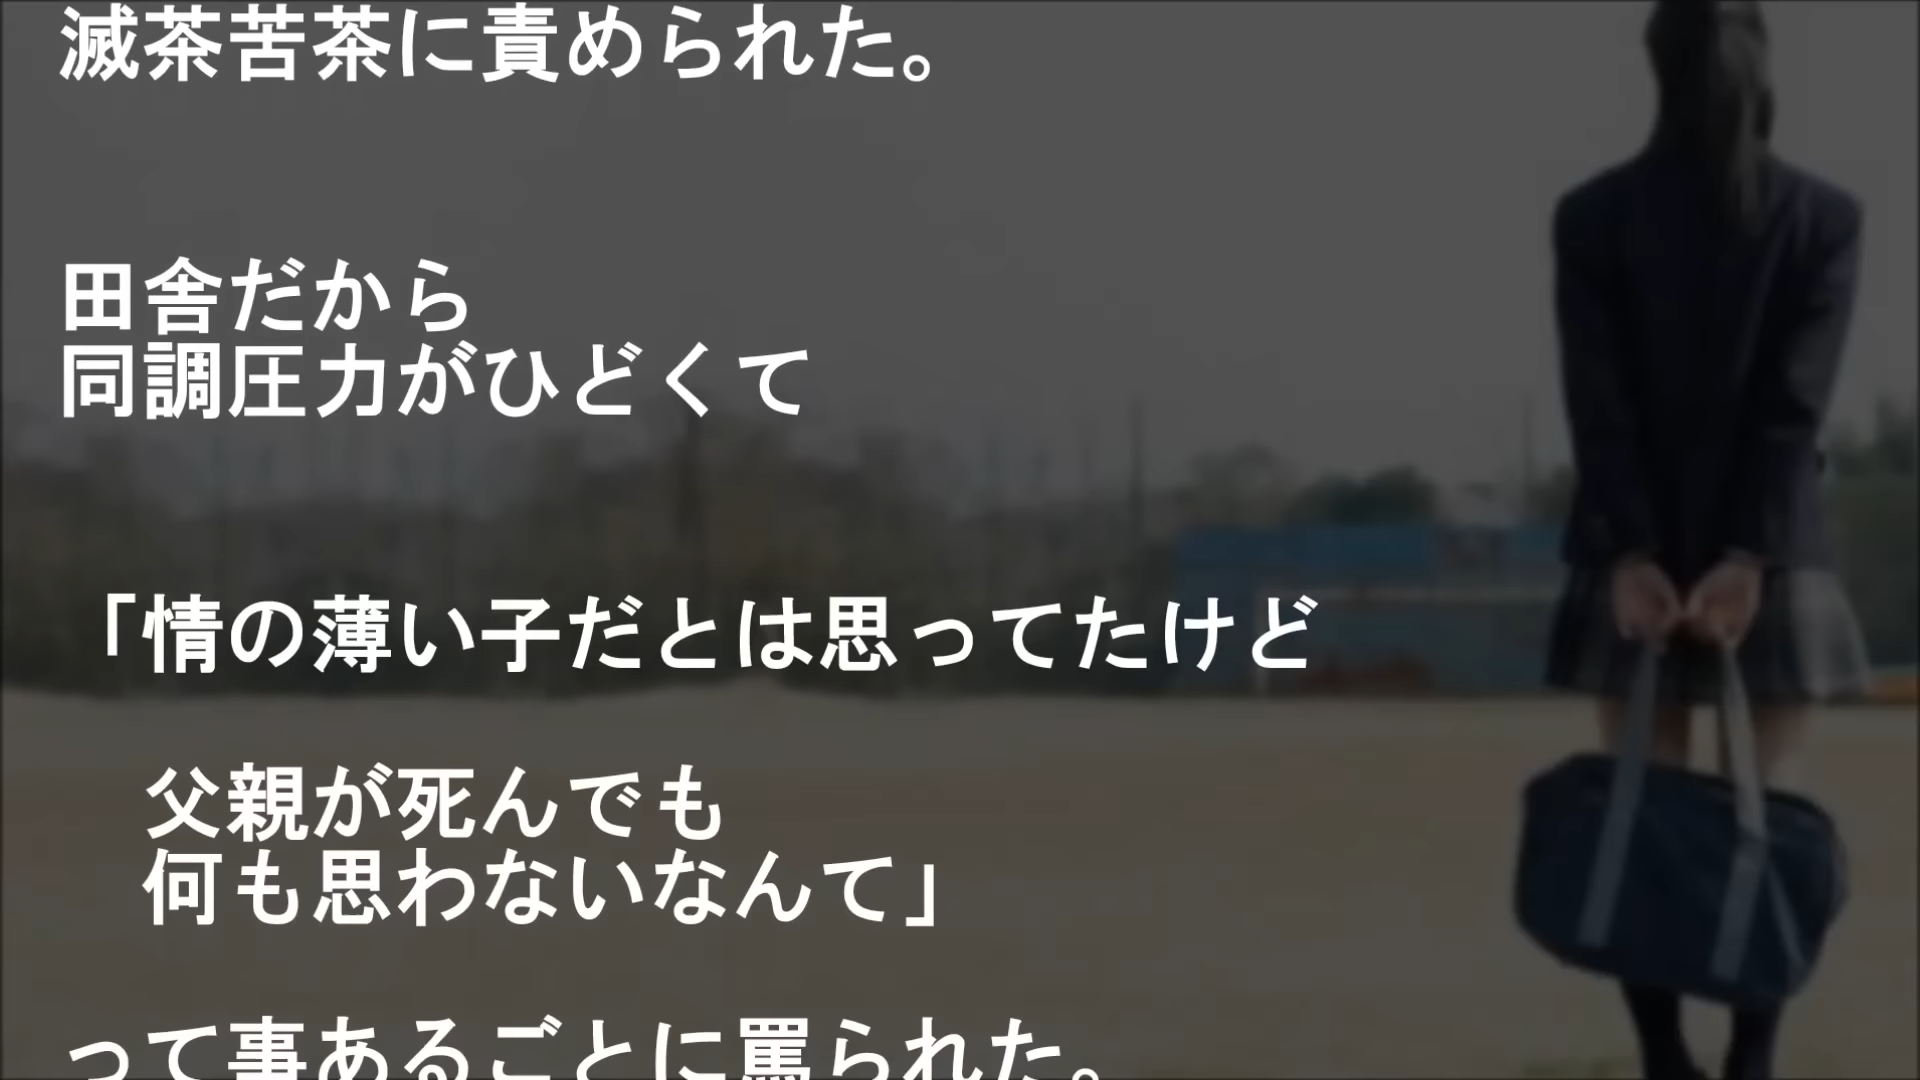 滅茶苦茶に責められた。
田舎だから
同調圧力がひどくて
「情の薄い子だとは思ってたけど
父親が死んでも
何も思わないなんて」
って事あるごとに罵られた。